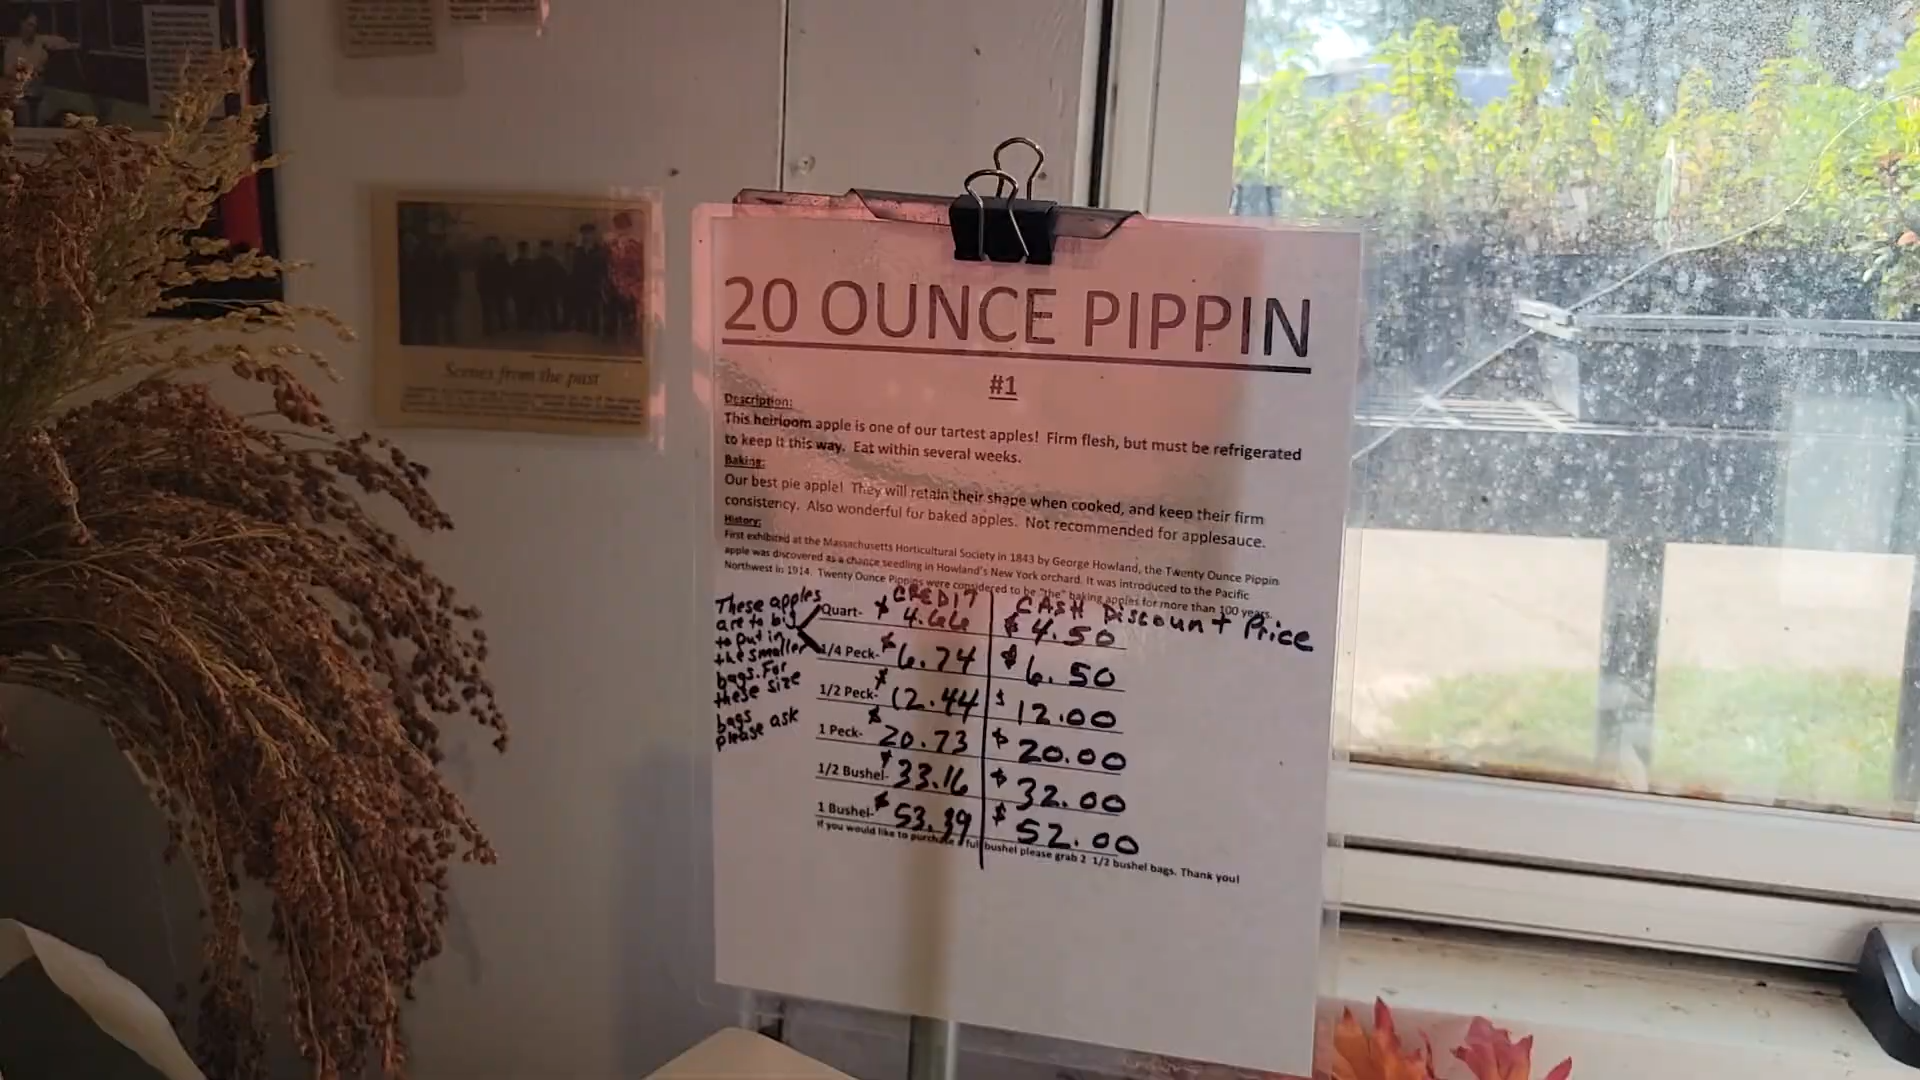 Scenes from the past
20 OUNCE PIPPIN
#1
Description:
This heirloom apple is one of our tartest apples! Firm flesh, but must be refrigerated
to keep it this way. Eat within several weeks.
Baking:
Our best pie apple! They will retain their shape when cooked, and keep their firm
consistency. Also wonderful for baked apples. Not recommended for applesauce.
History:
First exhibited at the Massachusetts Horticultural Society in 1843 by George Howland, the Twenty Ounce Pippin
apple was discovered as a chance seedling in Howland's New York orchard. It was introduced to the Pacific
Northwest in 1914. Twenty Ounce Pippins were considered to be "the" baking apples for more than 100 years.
CREDIT CASH Discount Price
Quart- $4.66 $4.50
1/4 Peck- $6.74 $6.50
1/2 Peck- $12.44 $12.00
1 Peck- $20.73 $20.00
1/2 Bushel- $33.16 $32.00
1 Bushel- $53.39 $52.00
If you would like to purchase a full bushel please grab 2 1/2 bushel bags. Thank you!
These apples
are to big
to put in
the smaller
bags. For
these size
bags
please ask